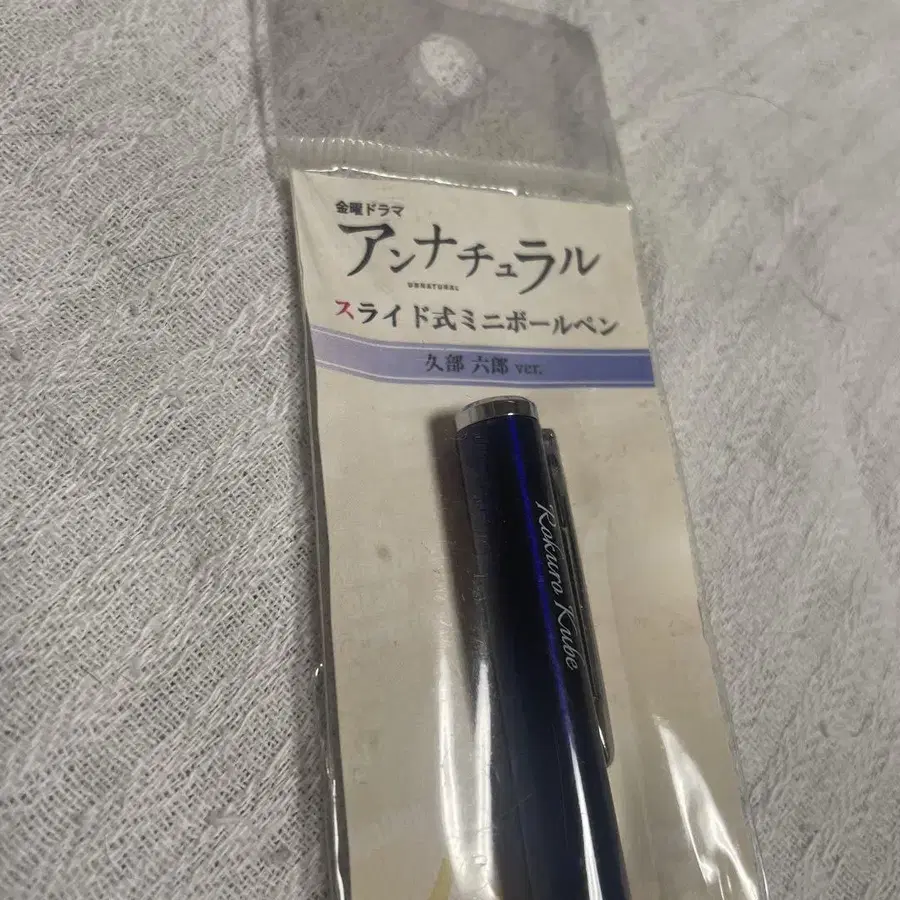 金曜ドラマ
アンナチュラル
UNNATURAL
スライド式ミニボールペン
久部 六郎 ver.
Rokuro Kube